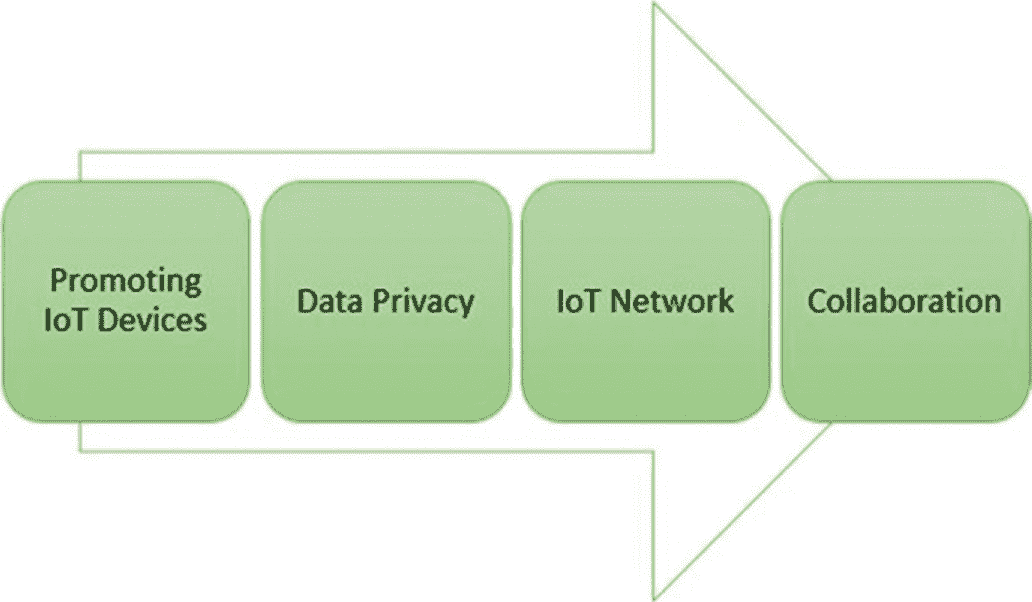 Promoting
IoT Devices
Data Privacy
IoT Network
Collaboration